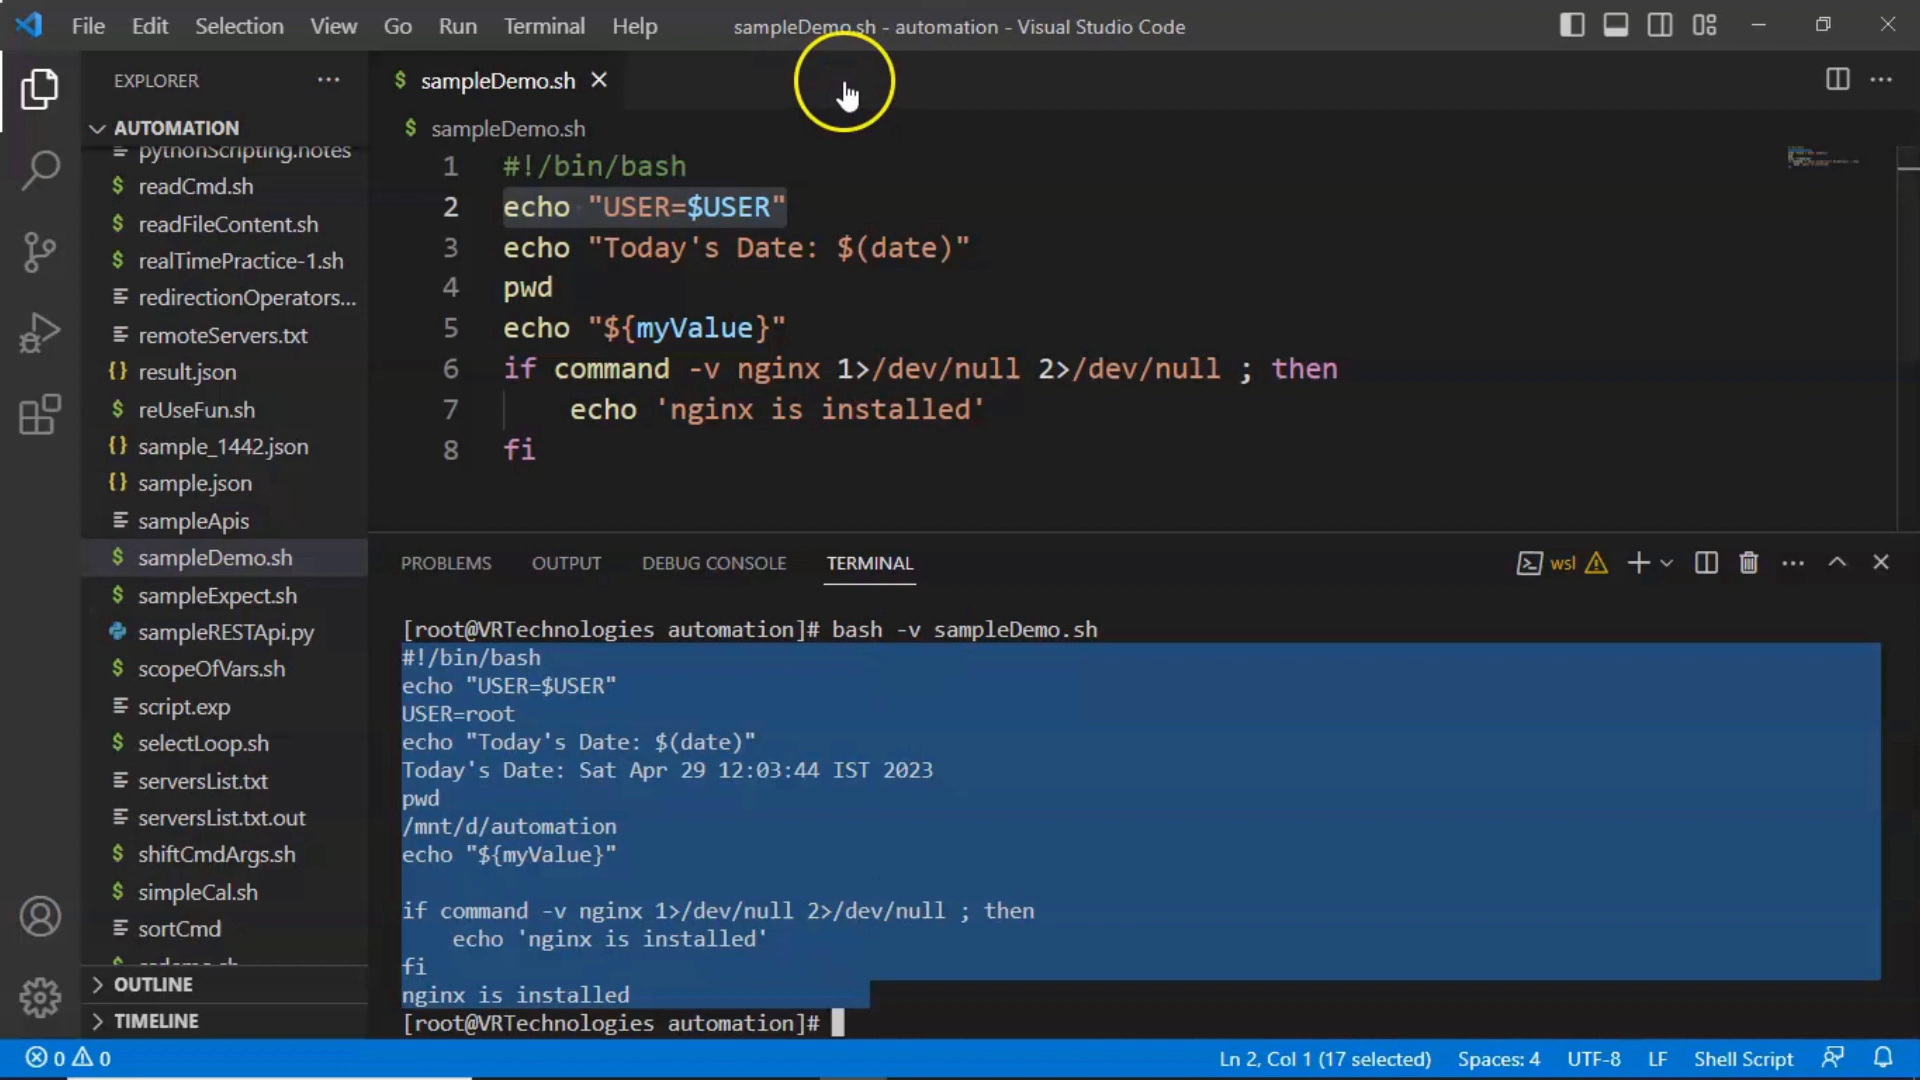 File Edit Selection View Go Run Terminal Help sampleDemo.sh - automation - Visual Studio Code
EXPLORER
AUTOMATION
pythonScripting.notes
$ readCmd.sh
$ readFileContent.sh
$ realTimePractice-1.sh
redirectionOperators...
remoteServers.txt
{} result.json
$ reUseFun.sh
{} sample_1442.json
{} sample.json
sampleApis
$ sampleDemo.sh
$ sampleExpect.sh
sampleRESTApi.py
$ scopeOfVars.sh
script.exp
$ selectLoop.sh
serversList.txt
serversList.txt.out
$ shiftCmdArgs.sh
$ simpleCal.sh
sortCmd
OUTLINE
TIMELINE
$ sampleDemo.sh
$ sampleDemo.sh
1 #!/bin/bash
2 echo "USER=$USER"
3 echo "Today's Date: $(date)"
4 pwd
5 echo "${myValue}"
6 if command -v nginx 1>/dev/null 2>/dev/null ; then
7 echo 'nginx is installed'
8 fi
PROBLEMS OUTPUT DEBUG CONSOLE TERMINAL wsl
[root@VRTechnologies automation]# bash -v sampleDemo.sh
#!/bin/bash
echo "USER=$USER"
USER=root
echo "Today's Date: $(date)"
Today's Date: Sat Apr 29 12:03:44 IST 2023
pwd
/mnt/d/automation
echo "${myValue}"
if command -v nginx 1>/dev/null 2>/dev/null ; then
echo 'nginx is installed'
fi
nginx is installed
[root@VRTechnologies automation]#
0 0 Ln 2, Col 1 (17 selected) Spaces: 4 UTF-8 LF Shell Script